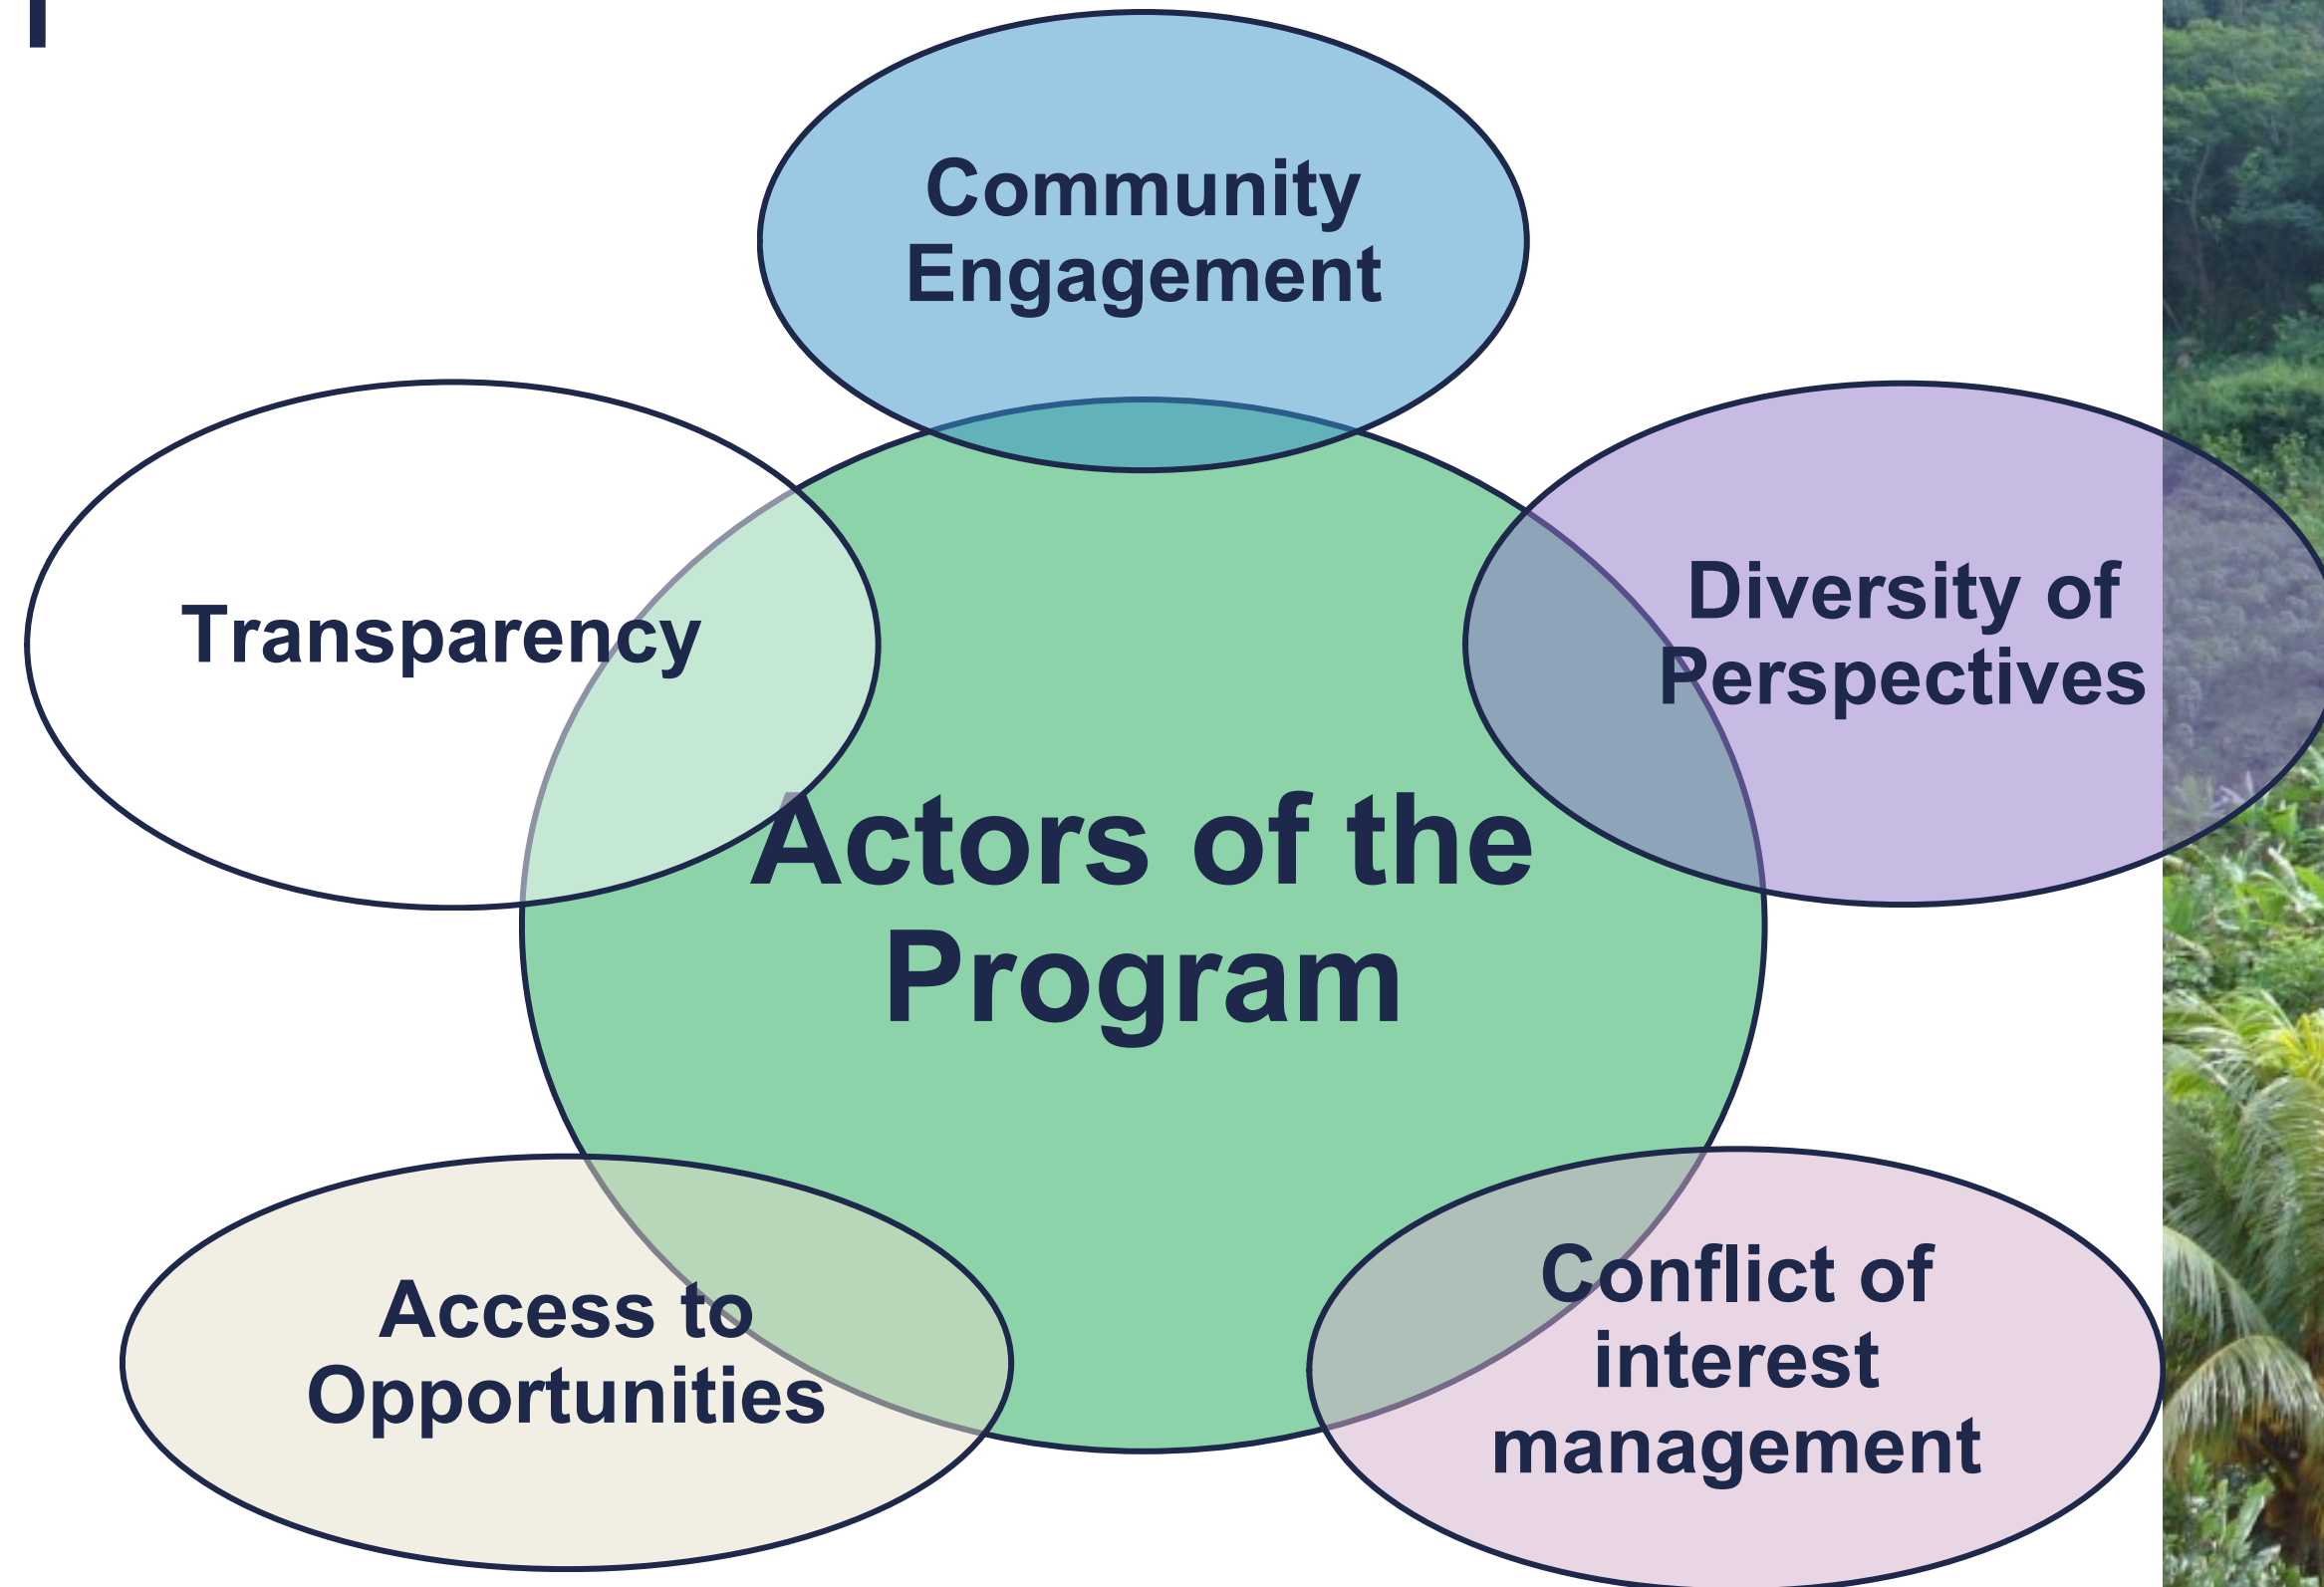 Community
Engagement
Transparency
Diversity of
Perspectives
Actors of the
Program
Access to
Opportunities
Conflict of
interest
management